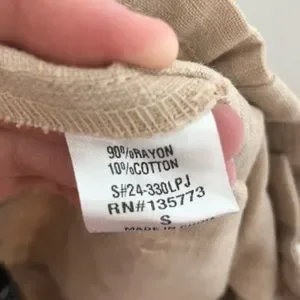 90%RAYON
10%COTTON
S#24-330LPJ
RN#135773
S
MADE IN CHINA